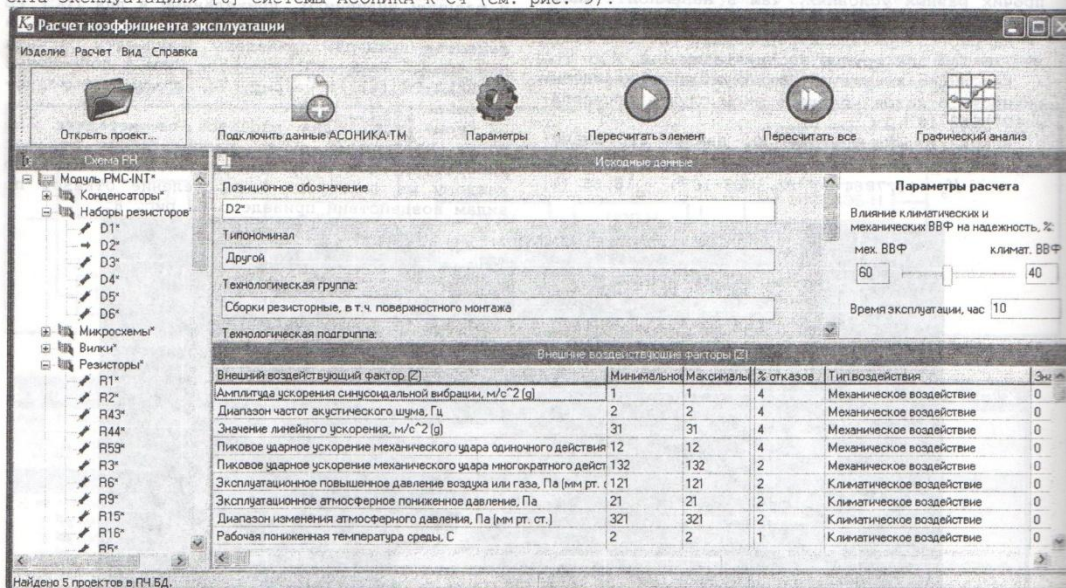 Расчет коэффициента эксплуатации
Изделие Расчет Вид Справка
Открыть проект...
Подключить данные АСОНИКА-ТМ
Параметры
Пересчитать элемент
Пересчитать все
Графический анализ
Схема РН
Модуль PMC-INT*
Конденсаторы*
Наборы резисторов*
D1*
D2*
D3*
D4*
D5*
D6*
Микросхемы*
Вилки*
Резисторы*
R1*
R2*
R43*
R44*
R59*
R3*
R6*
R9*
R15*
R16*
R5*
Исходные данные
Позиционное обозначение
D2*
Типономинал
Другой
Технологическая группа:
Сборки резисторные, в т.ч. поверхностного монтажа
Технологическая подгруппа:
Параметры расчета
Влияние климатических и
механических ВВФ на надежность, %:
мех. ВВФ климат. ВВФ
60 40
Время эксплуатации, час 10
Внешние воздействующие факторы (Z)
Внешний воздействующий фактор (Z) Минимально Максималь % отказов Тип воздействия Зна
Амплитуда ускорения синусоидальной вибрации, м/с^2 (g) 1 1 4 Механическое воздействие 0
Диапазон частот акустического шума, Гц 2 2 4 Механическое воздействие 0
Значение линейного ускорения, м/с^2 (g) 31 31 4 Механическое воздействие 0
Пиковое ударное ускорение механического удара одиночного действия 12 12 4 Механическое воздействие 0
Пиковое ударное ускорение механического удара многократного дейст 132 132 2 Механическое воздействие 0
Эксплуатационное повышенное давление воздуха или газа, Па (мм рт. с 121 121 2 Климатическое воздействие 0
Эксплуатационное атмосферное пониженное давление, Па 21 21 2 Климатическое воздействие 0
Диапазон изменения атмосферного давления, Па (мм рт. ст.) 321 321 2 Климатическое воздействие 0
Рабочая пониженная температура среды, С 2 2 1 Климатическое воздействие 0
Найдено 5 проектов в ПЧ БД.